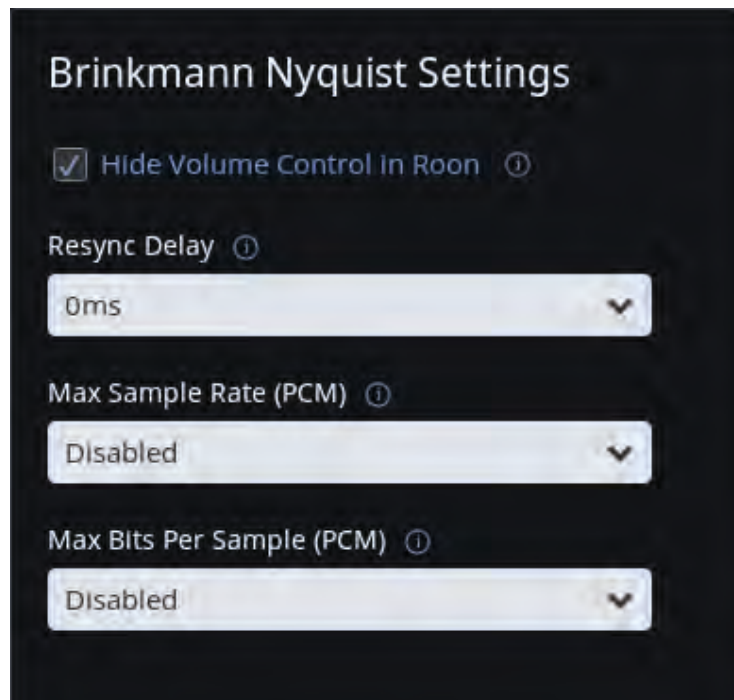 Brinkmann Nyquist Settings
Hide Volume Control in Roon
Resync Delay
0ms
Max Sample Rate (PCM)
Disabled
Max Bits Per Sample (PCM)
Disabled